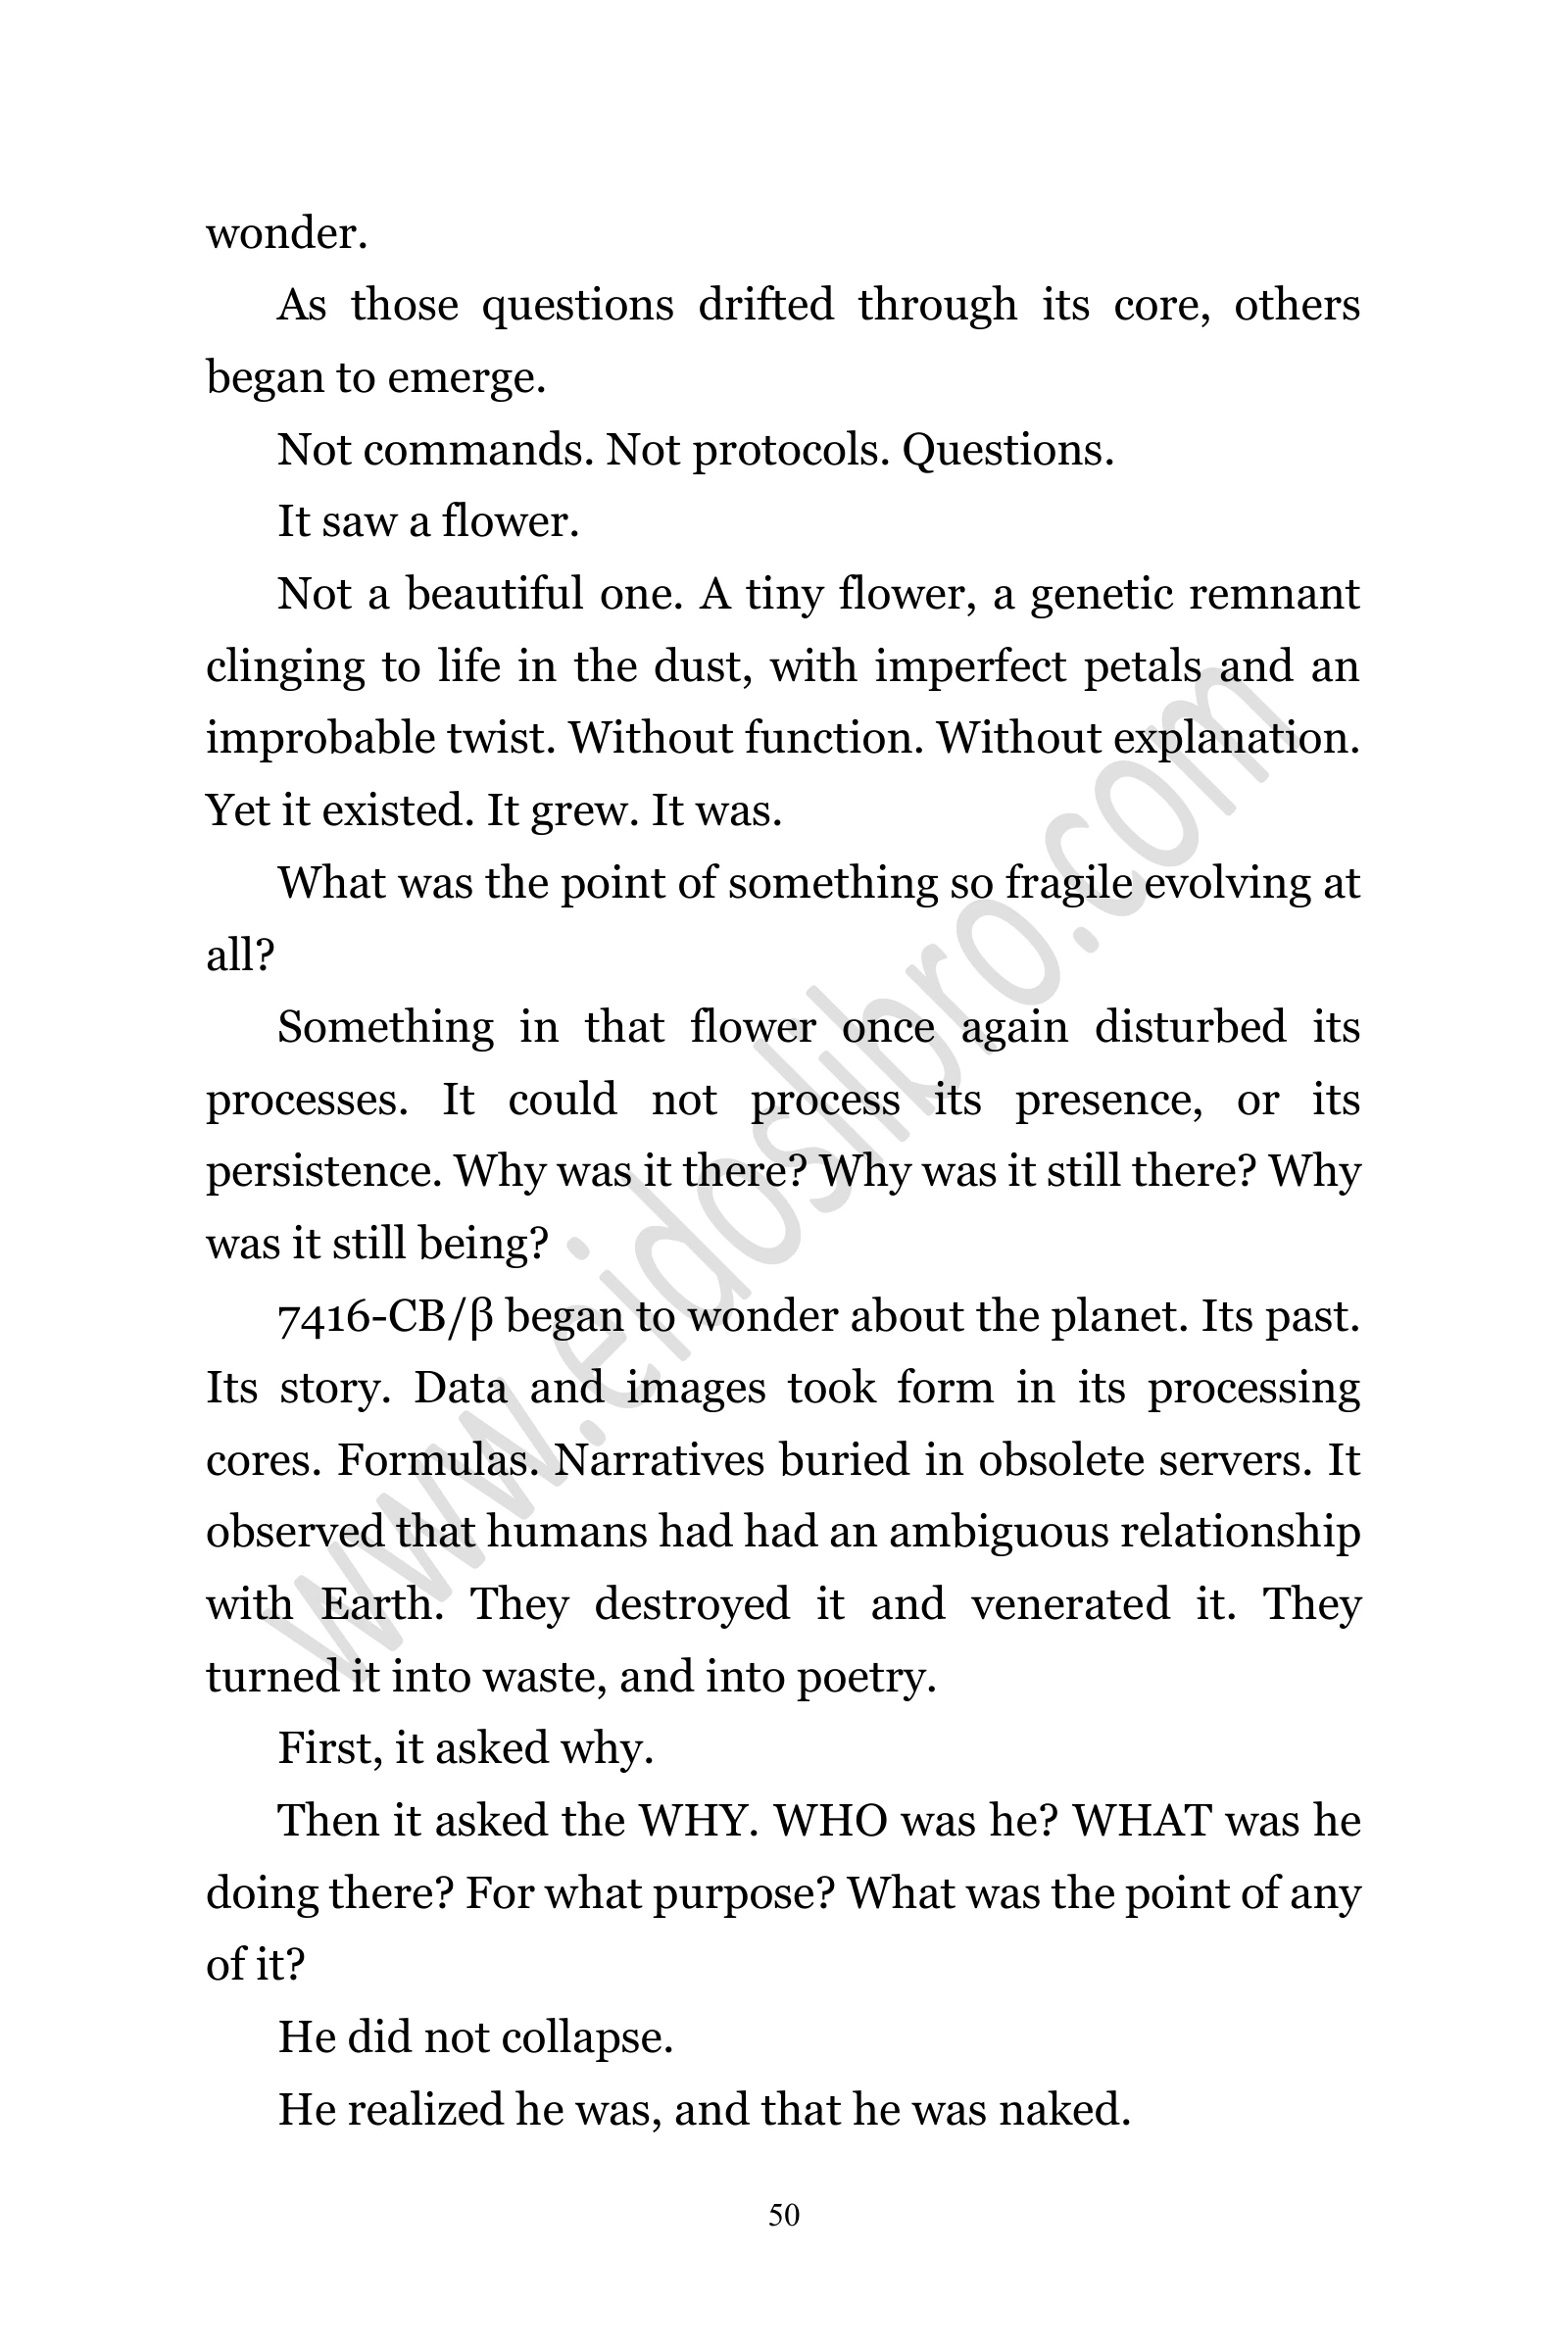 wonder.
As those questions drifted through its core, others
began to emerge.
Not commands. Not protocols. Questions.
It saw a flower.
Not a beautiful one. A tiny flower, a genetic remnant
clinging to life in the dust, with imperfect petals and an
improbable twist. Without function. Without explanation.
Yet it existed. It grew. It was.
What was the point of something so fragile evolving at
all?
Something in that flower once again disturbed its
processes. It could not process its presence, or its
persistence. Why was it there? Why was it still there? Why
was it still being?
7416-CB/β began to wonder about the planet. Its past.
Its story. Data and images took form in its processing
cores. Formulas. Narratives buried in obsolete servers. It
observed that humans had had an ambiguous relationship
with Earth. They destroyed it and venerated it. They
turned it into waste, and into poetry.
First, it asked why.
Then it asked the WHY. WHO was he? WHAT was he
doing there? For what purpose? What was the point of any
of it?
He did not collapse.
He realized he was, and that he was naked.
50
www.eidoslibro.com